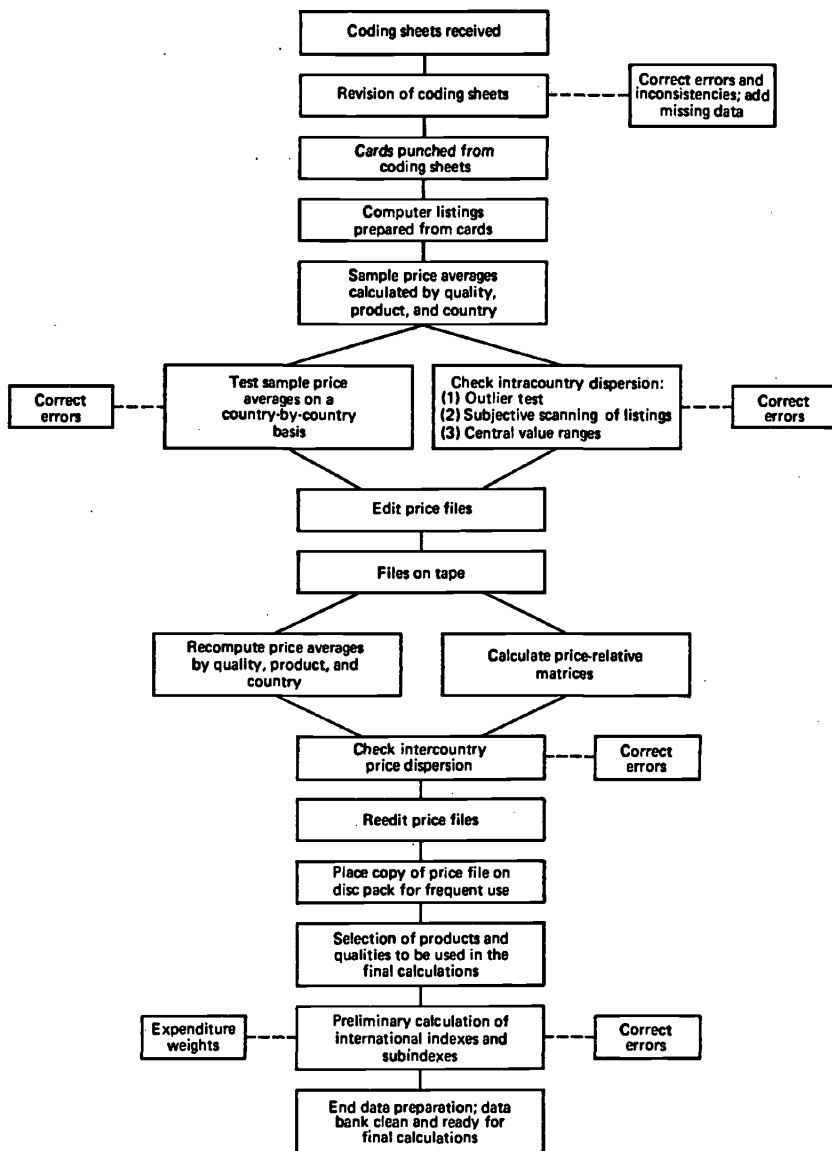 Coding sheets received
Revision of coding sheets
Correct errors and
inconsistencies; add
missing data
Cards punched from
coding sheets
Computer listings
prepared from cards
Sample price averages
calculated by quality,
product, and country
Correct
errors
Test sample price
averages on a
country-by-country
basis
Check intracountry dispersion:
(1) Outlier test
(2) Subjective scanning of listings
(3) Central value ranges
Correct
errors
Edit price files
Files on tape
Recompute price averages
by quality, product, and
country
Calculate price-relative
matrices
Check intercountry
price dispersion
Correct
errors
Reedit price files
Place copy of price file on
disc pack for frequent use
Selection of products and
qualities to be used in the
final calculations
Expenditure
weights
Preliminary calculation of
international indexes and
subindexes
Correct
errors
End data preparation; data
bank clean and ready for
final calculations